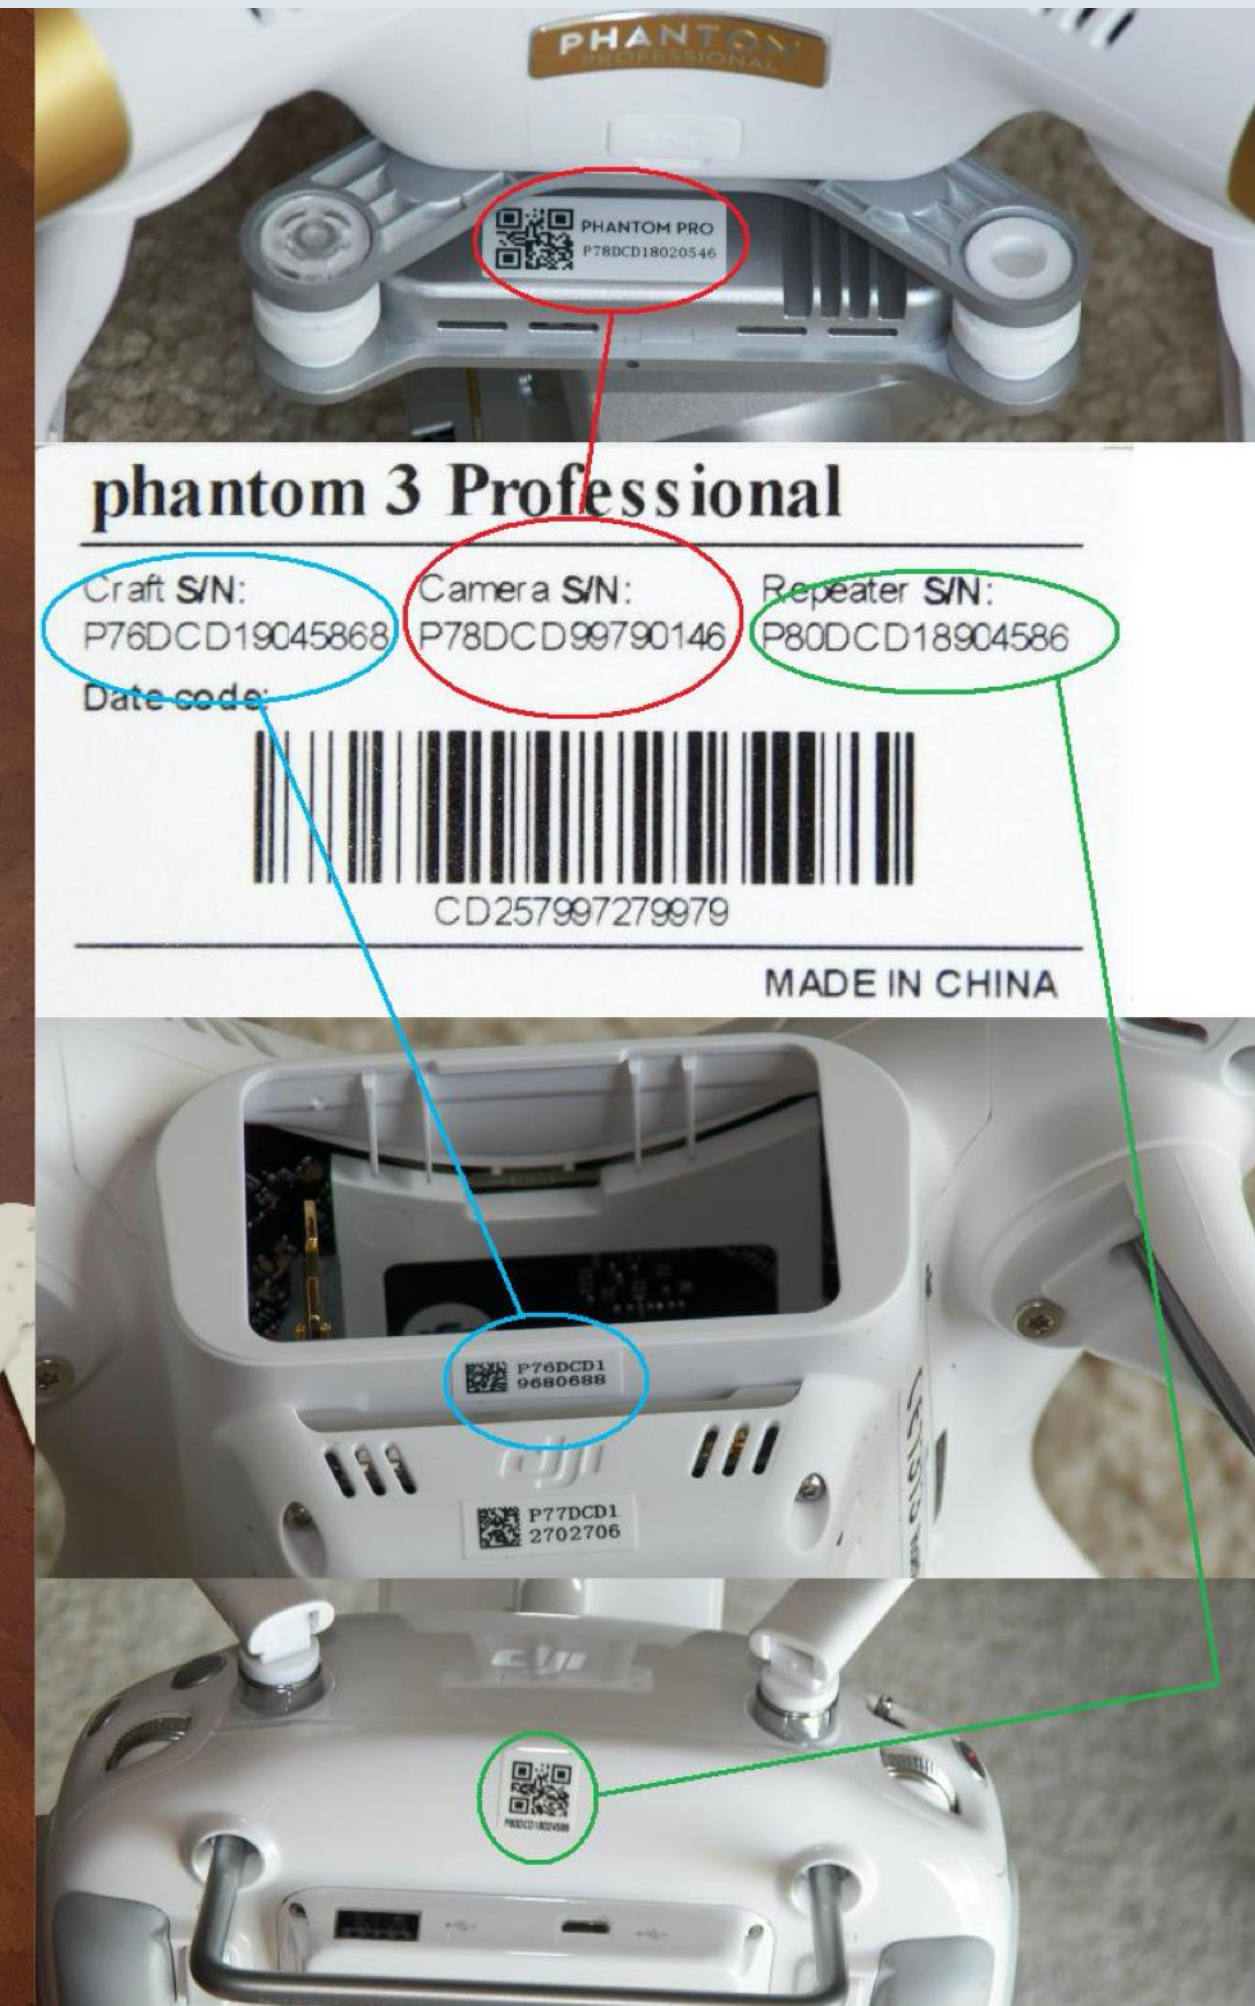 PHANTOM
PROFESSIONAL
PHANTOM PRO
P78DCD18020546
phantom 3 Professional
Craft S/N: Camera S/N: Repeater S/N:
P76DCD19045868 P78DCD99790146 P80DCD18904586
Date code:
CD257997279979
MADE IN CHINA
P76DCD1
9680688
dji
P77DCD1
2702706
dji
P80DCD18024586